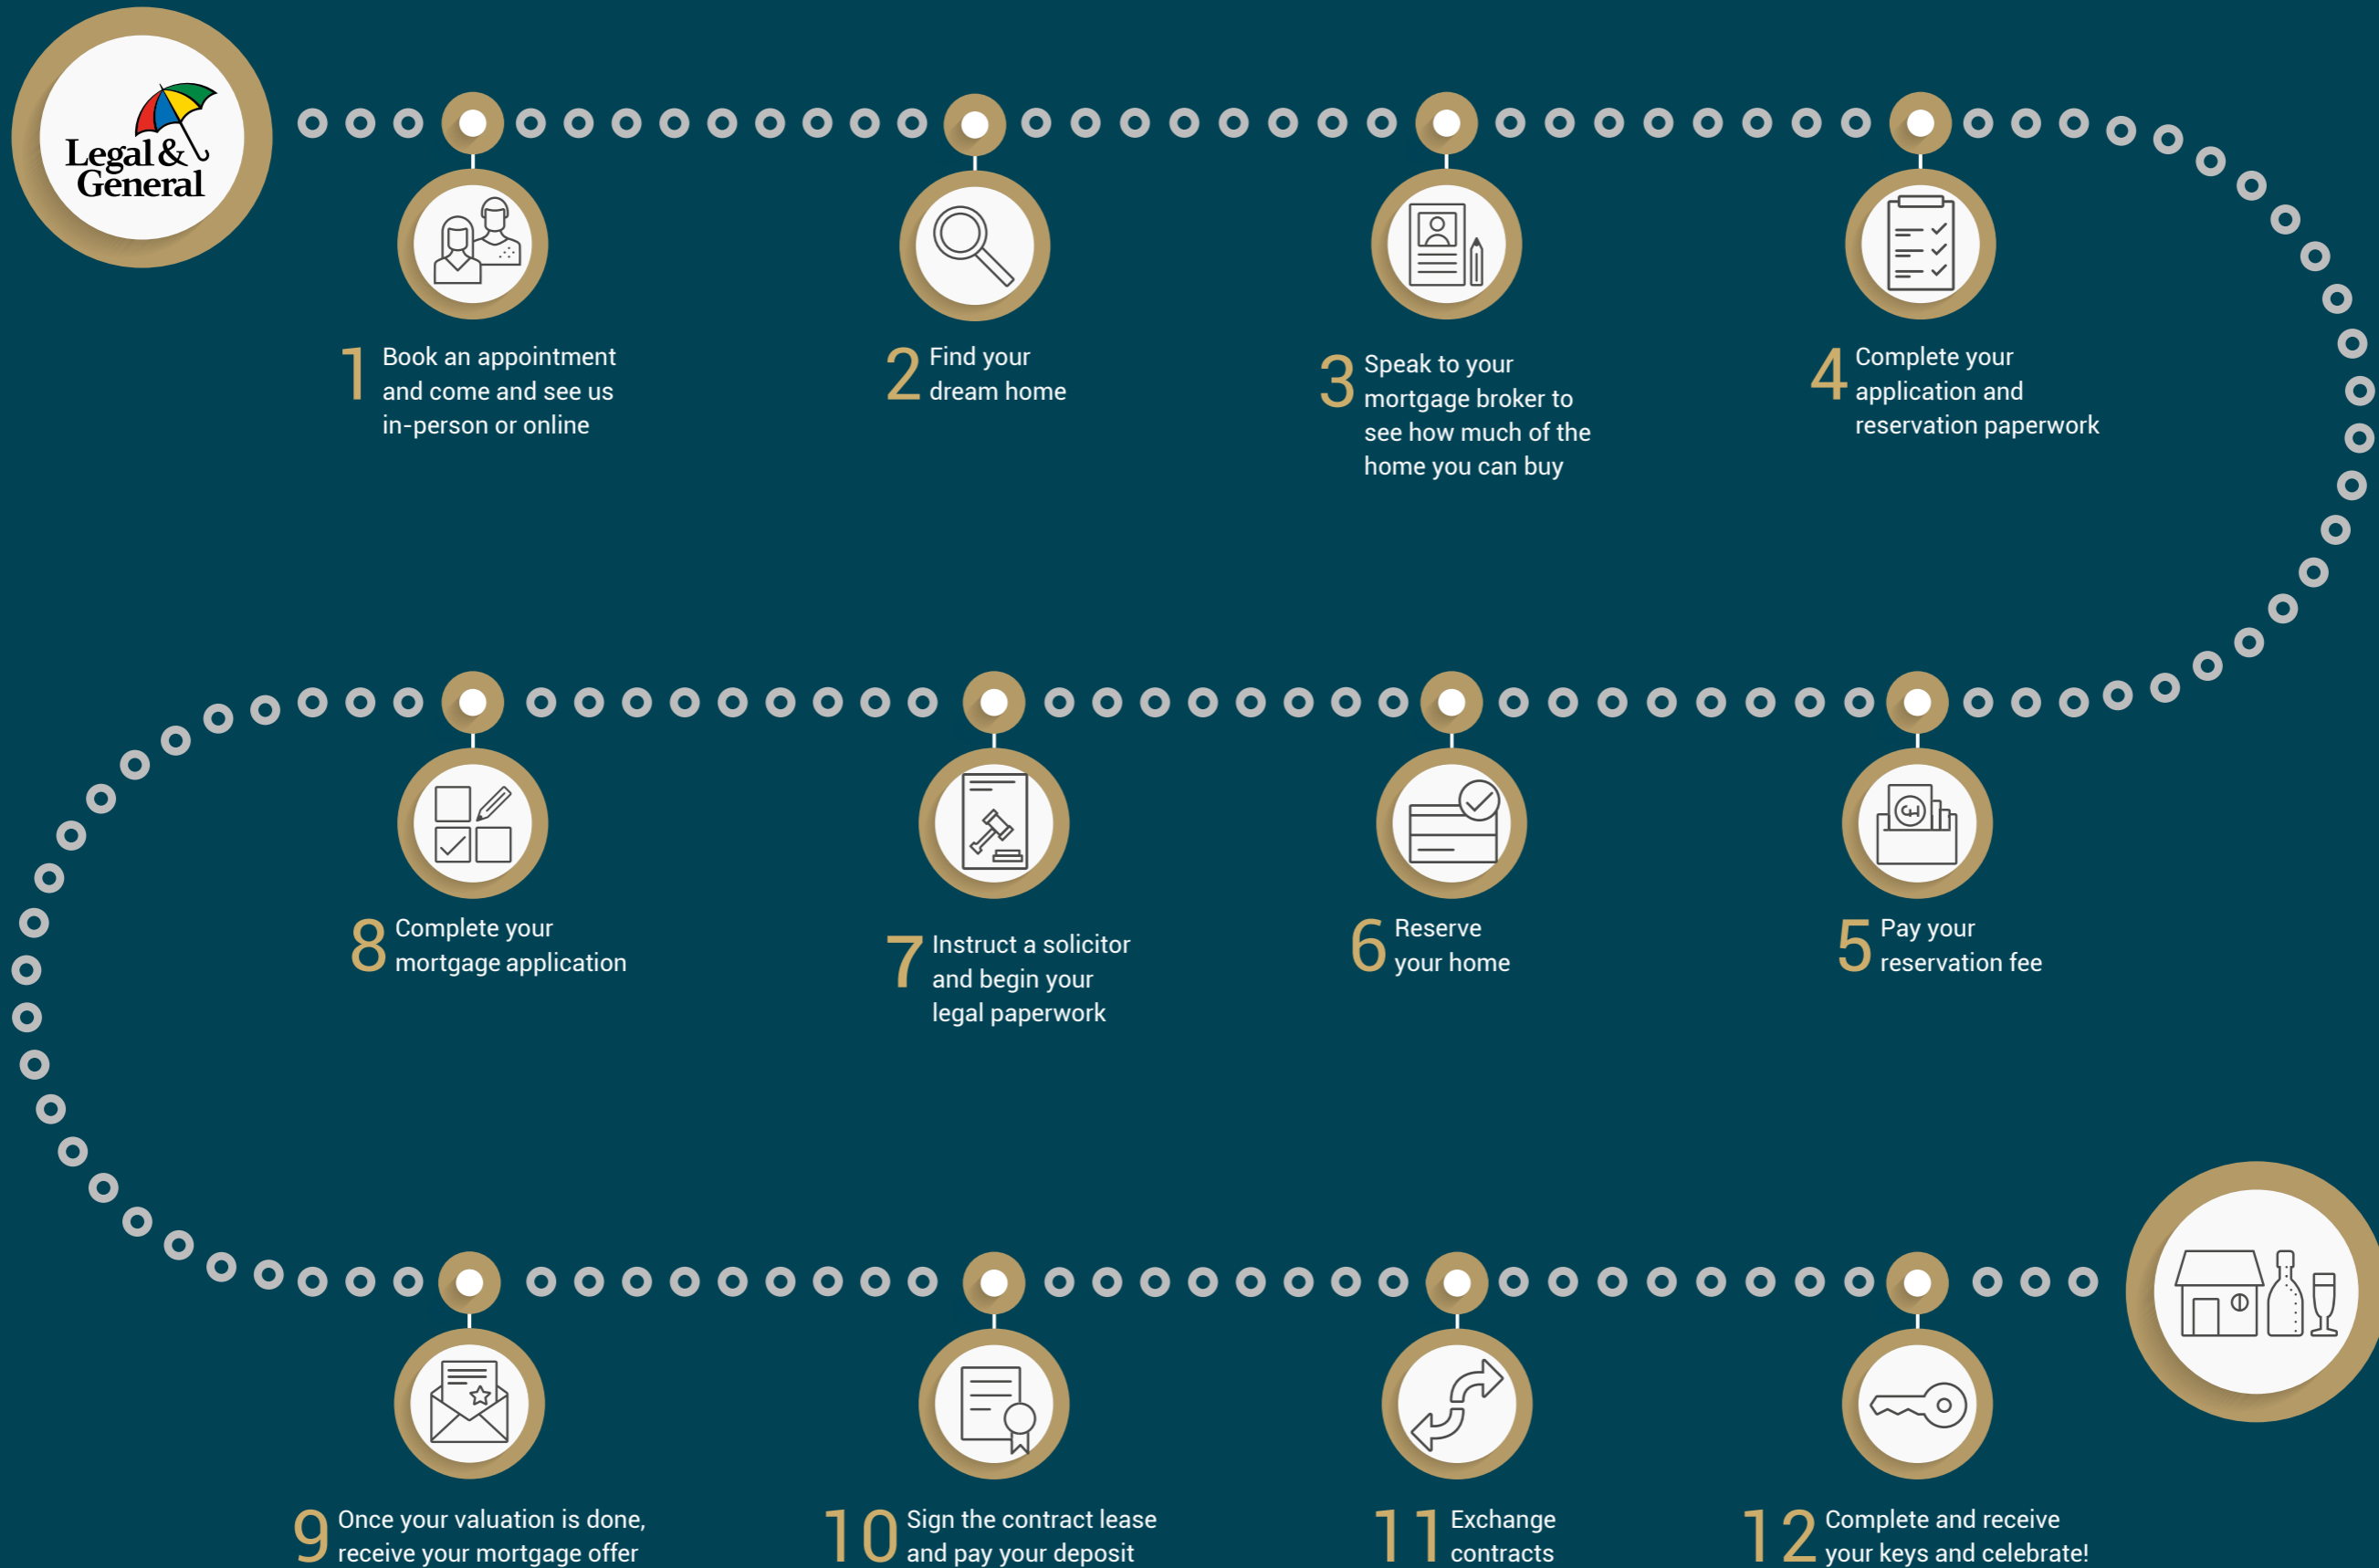 Legal &
General
1 Book an appointment
and come and see us
in-person or online
2 Find your
dream home
3 Speak to your
mortgage broker to
see how much of the
home you can buy
4 Complete your
application and
reservation paperwork
5 Pay your
reservation fee
6 Reserve
your home
7 Instruct a solicitor
and begin your
legal paperwork
8 Complete your
mortgage application
9 Once your valuation is done,
receive your mortgage offer
10 Sign the contract lease
and pay your deposit
11 Exchange
contracts
12 Complete and receive
your keys and celebrate!